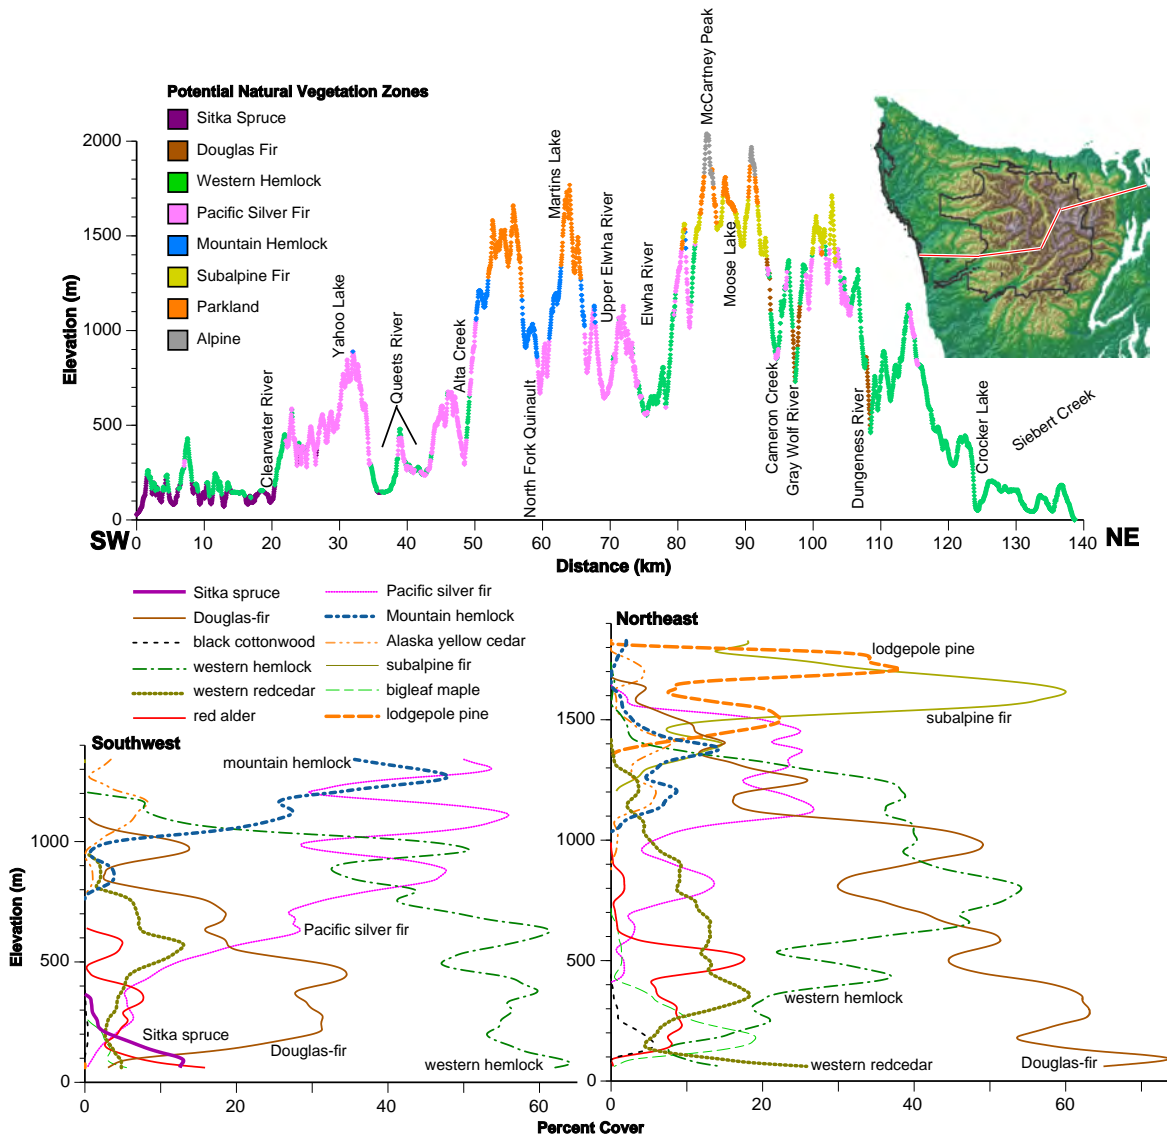 Potential Natural Vegetation Zones
Sitka Spruce
Douglas Fir
Western Hemlock
Pacific Silver Fir
Mountain Hemlock
Subalpine Fir
Parkland
Alpine
Elevation (m)
2000
1500
1000
500
0
Clearwater River
Yahoo Lake
Queets River
Alta Creek
North Fork Quinault
Martins Lake
Upper Elwha River
Elwha River
McCartney Peak
Moose Lake
Cameron Creek
Gray Wolf River
Dungeness River
Crocker Lake
Siebert Creek
SW
0 10 20 30 40 50 60 70 80 90 100 110 120 130 140
NE
Distance (km)
Sitka spruce
Douglas-fir
black cottonwood
western hemlock
western redcedar
red alder
Pacific silver fir
Mountain hemlock
Alaska yellow cedar
subalpine fir
bigleaf maple
lodgepole pine
Southwest
mountain hemlock
Pacific silver fir
Sitka spruce
Douglas-fir
western hemlock
Elevation (m)
1000
500
0
0 20 40 60
Northeast
lodgepole pine
subalpine fir
western hemlock
western redcedar
Douglas-fir
1500
1000
500
0
0 20 40 60
Percent Cover